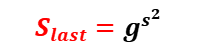 S_last = g^{s^2}